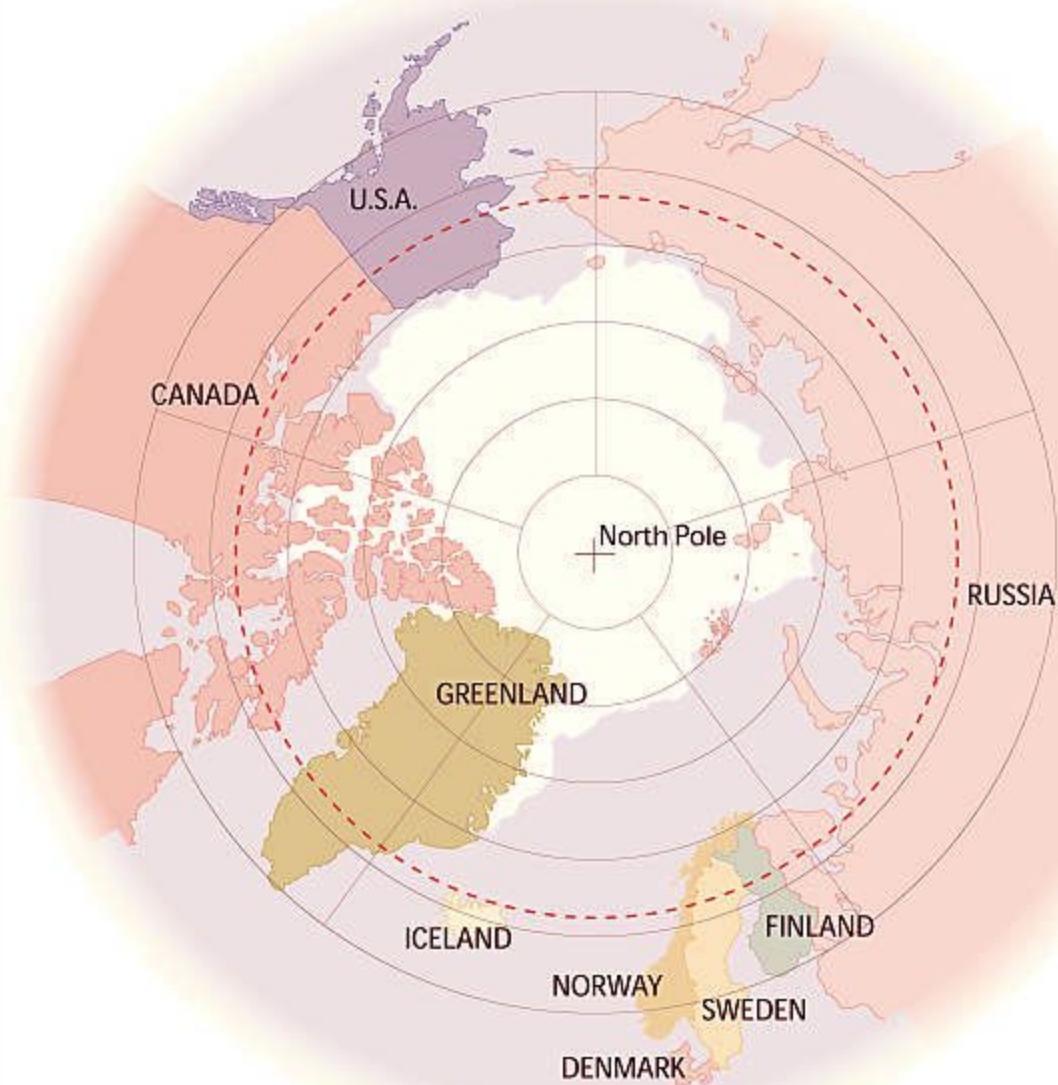 U.S.A.
CANADA
North Pole
RUSSIA
GREENLAND
FINLAND
ICELAND
NORWAY
SWEDEN
DENMARK